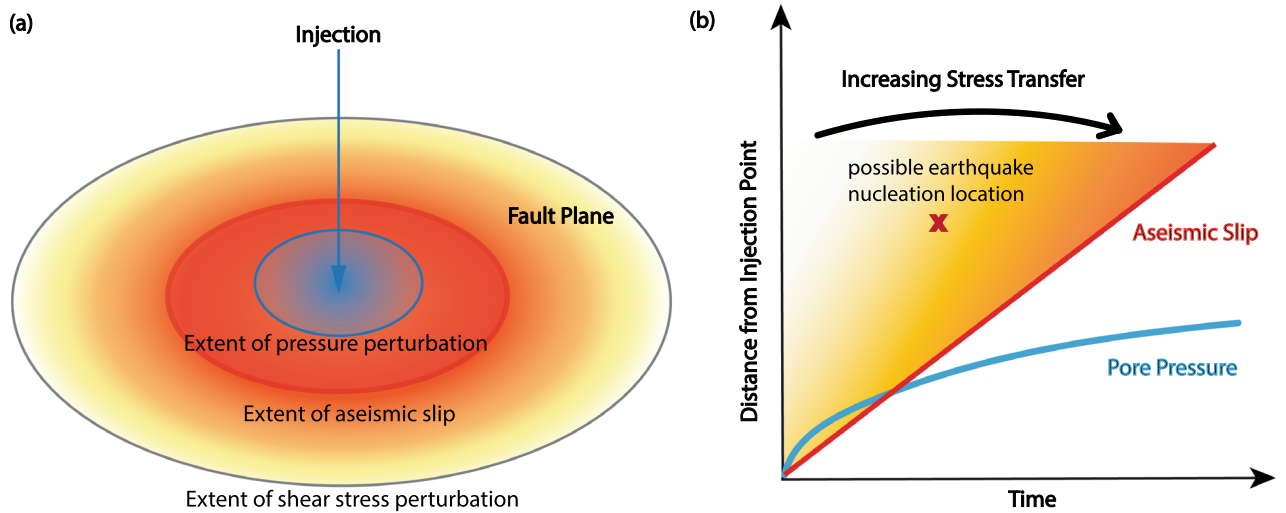 (a)
Injection
Fault Plane
Extent of pressure perturbation
Extent of aseismic slip
Extent of shear stress perturbation
(b)
Increasing Stress Transfer
possible earthquake
nucleation location
X
Aseismic Slip
Pore Pressure
Distance from Injection Point
Time